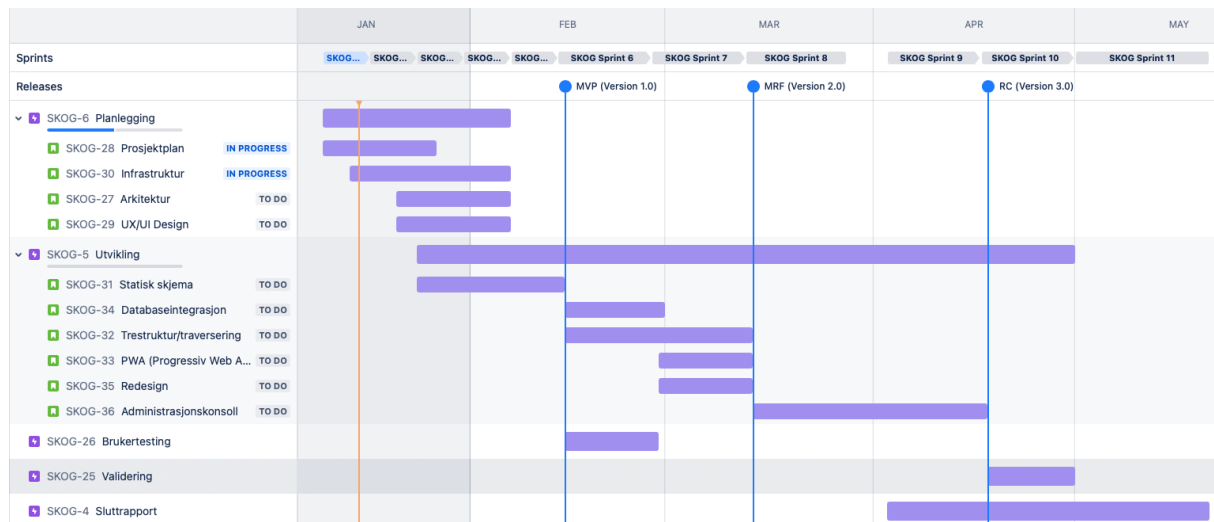 JAN FEB MAR APR MAY
Sprints SKOG... SKOG... SKOG... SKOG... SKOG... SKOG Sprint 6 SKOG Sprint 7 SKOG Sprint 8 SKOG Sprint 9 SKOG Sprint 10 SKOG Sprint 11
Releases MVP (Version 1.0) MRF (Version 2.0) RC (Version 3.0)
SKOG-6 Planlegging
SKOG-28 Prosjektplan IN PROGRESS
SKOG-30 Infrastruktur IN PROGRESS
SKOG-27 Arkitektur TO DO
SKOG-29 UX/UI Design TO DO
SKOG-5 Utvikling
SKOG-31 Statisk skjema TO DO
SKOG-34 Databaseintegrasjon TO DO
SKOG-32 Trestruktur/traversering TO DO
SKOG-33 PWA (Progressiv Web A... TO DO
SKOG-35 Redesign TO DO
SKOG-36 Administrasjonskonsoll TO DO
SKOG-26 Brukertesting
SKOG-25 Validering
SKOG-4 Sluttrapport